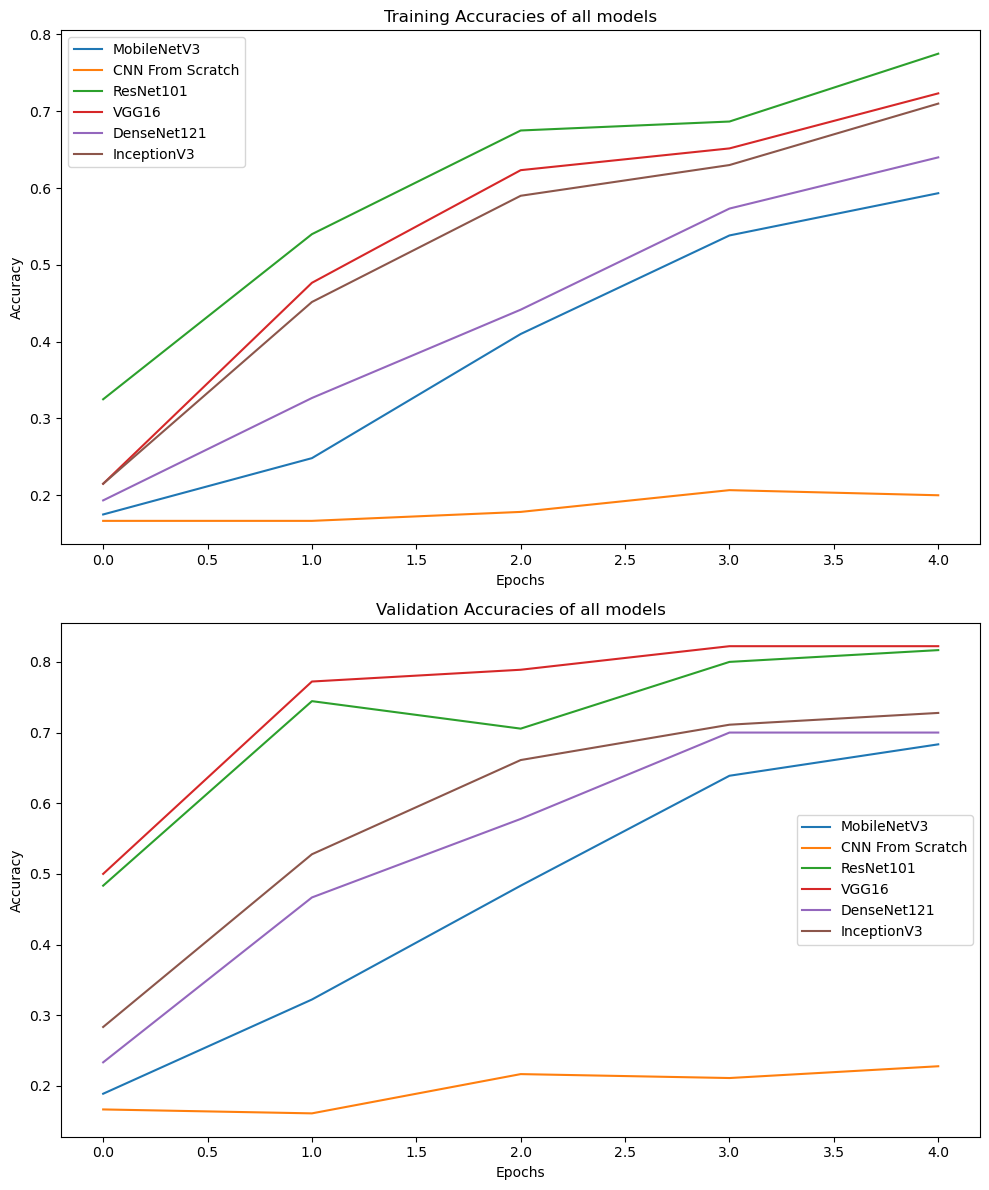 Training Accuracies of all models
Accuracy
0.8
0.7
0.6
0.5
0.4
0.3
0.2
MobileNetV3
CNN From Scratch
ResNet101
VGG16
DenseNet121
InceptionV3
0.0 0.5 1.0 1.5 2.0 2.5 3.0 3.5 4.0
Epochs
Validation Accuracies of all models
Accuracy
0.8
0.7
0.6
0.5
0.4
0.3
0.2
MobileNetV3
CNN From Scratch
ResNet101
VGG16
DenseNet121
InceptionV3
0.0 0.5 1.0 1.5 2.0 2.5 3.0 3.5 4.0
Epochs